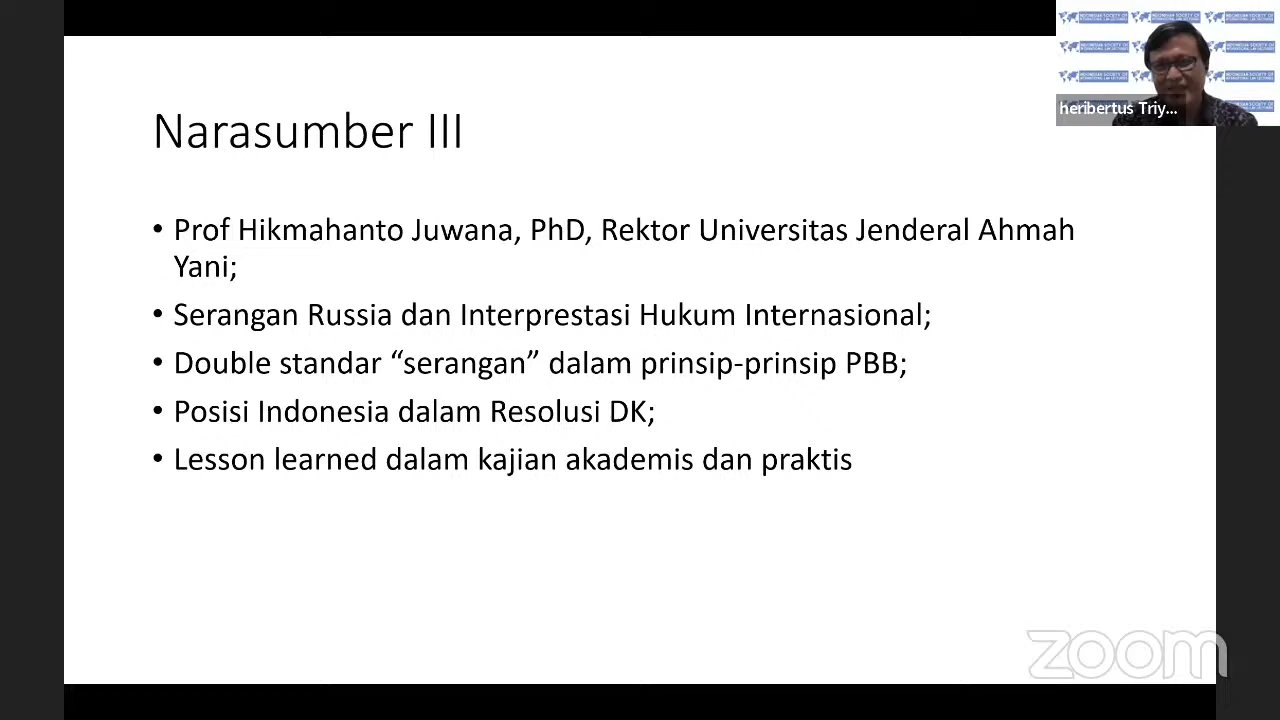 Narasumber III
• Prof Hikmahanto Juwana, PhD, Rektor Universitas Jenderal Ahmah
Yani;
• Serangan Russia dan Interprestasi Hukum Internasional;
• Double standar “serangan” dalam prinsip-prinsip PBB;
• Posisi Indonesia dalam Resolusi DK;
• Lesson learned dalam kajian akademis dan praktis
heribertus Triy...
zoom